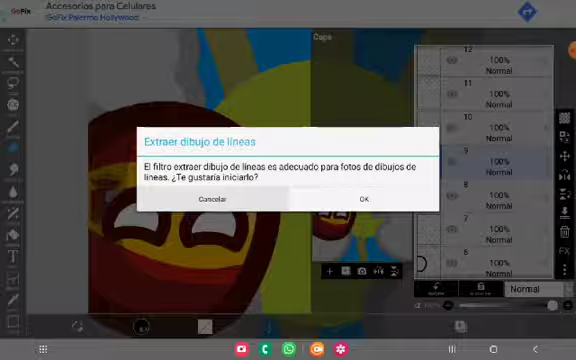 GoFix
Accesorios para Celulares
GoFix Palermo Hollywood
Capa
12
100%
Normal
11
100%
Normal
10
100%
Normal
9
100%
Normal
8
100%
Normal
7
100%
Normal
6
100%
Normal
FX
Extraer dibujo de líneas
El filtro extraer dibujo de líneas es adecuado para fotos de dibujos de
líneas. ¿Te gustaría iniciarlo?
Cancelar
OK
Normal